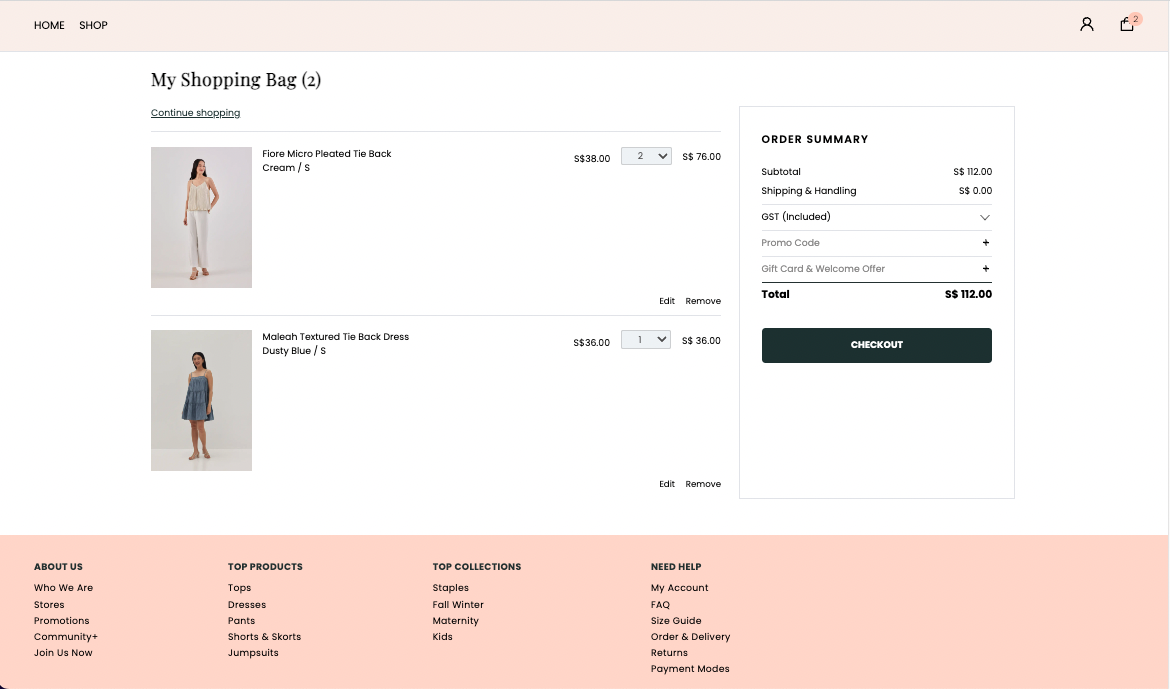 HOME SHOP
2
My Shopping Bag (2)
Continue shopping
Fiore Micro Pleated Tie Back
Cream / S
S$38.00 2 S$ 76.00
Edit Remove
Maleah Textured Tie Back Dress
Dusty Blue / S
S$36.00 1 S$ 36.00
Edit Remove
ORDER SUMMARY
Subtotal S$ 112.00
Shipping & Handling S$ 0.00
GST (Included)
Promo Code +
Gift Card & Welcome Offer +
Total S$ 112.00
CHECKOUT
ABOUT US
Who We Are
Stores
Promotions
Community+
Join Us Now
TOP PRODUCTS
Tops
Dresses
Pants
Shorts & Skorts
Jumpsuits
TOP COLLECTIONS
Staples
Fall Winter
Maternity
Kids
NEED HELP
My Account
FAQ
Size Guide
Order & Delivery
Returns
Payment Modes